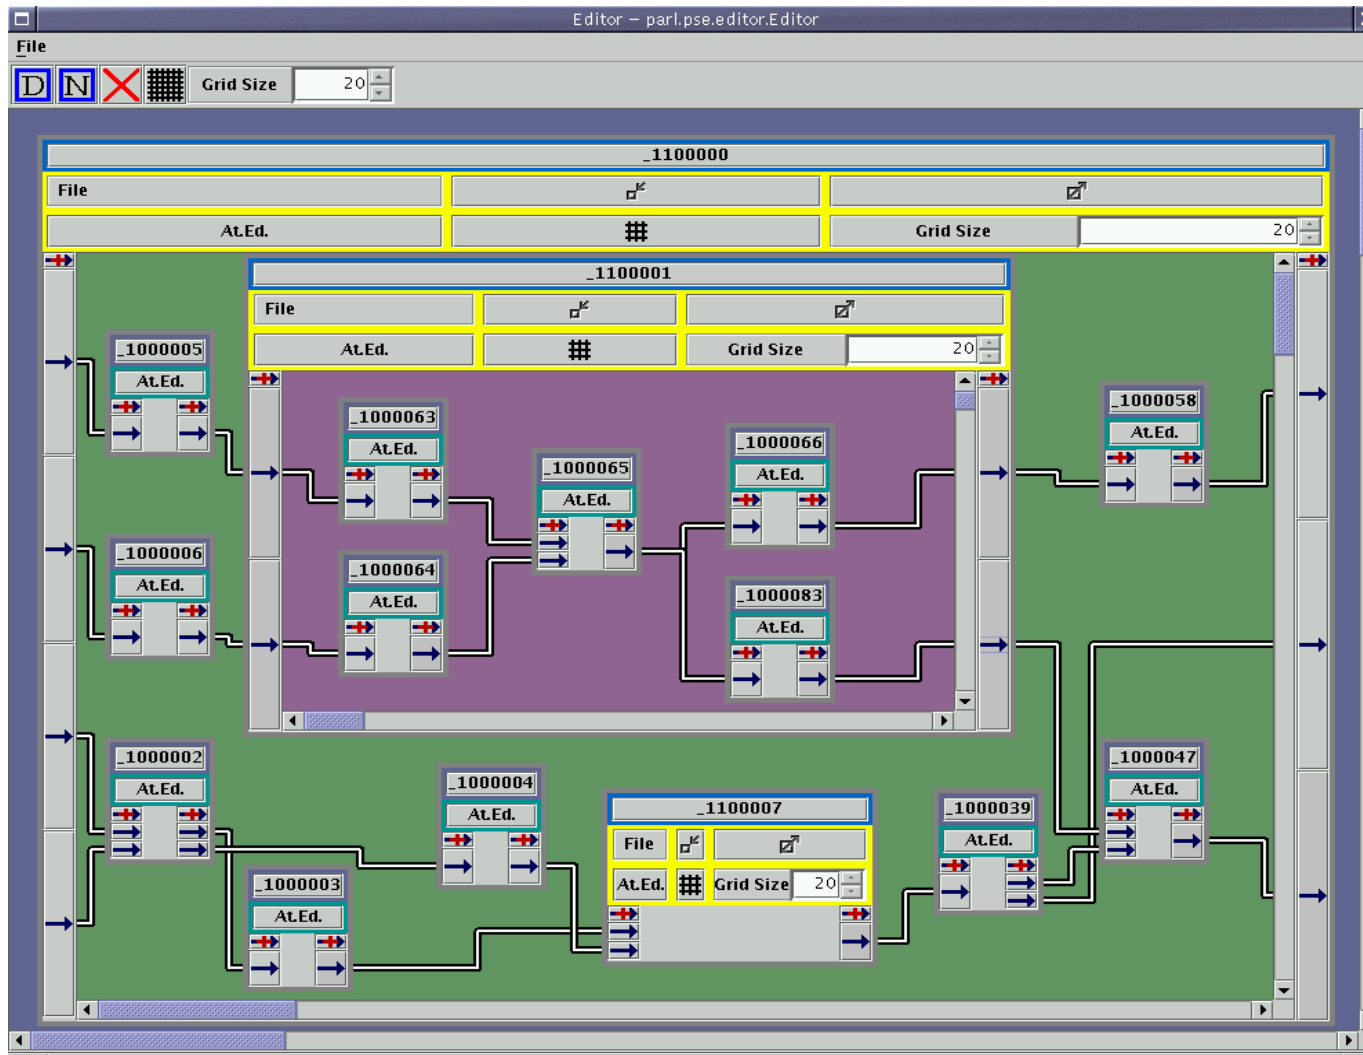 Editor – parl.pse.editor.Editor
File
D N Grid Size 20
_1100000
File
At.Ed. Grid Size 20
_1100001
File
At.Ed. Grid Size 20
_1000005
At.Ed.
_1000063
At.Ed.
_1000065
At.Ed.
_1000066
At.Ed.
_1000058
At.Ed.
_1000006
At.Ed.
_1000064
At.Ed.
_1000083
At.Ed.
_1000002
At.Ed.
_1000004
At.Ed.
_1100007
File
At.Ed. Grid Size 20
_1000039
At.Ed.
_1000047
At.Ed.
_1000003
At.Ed.